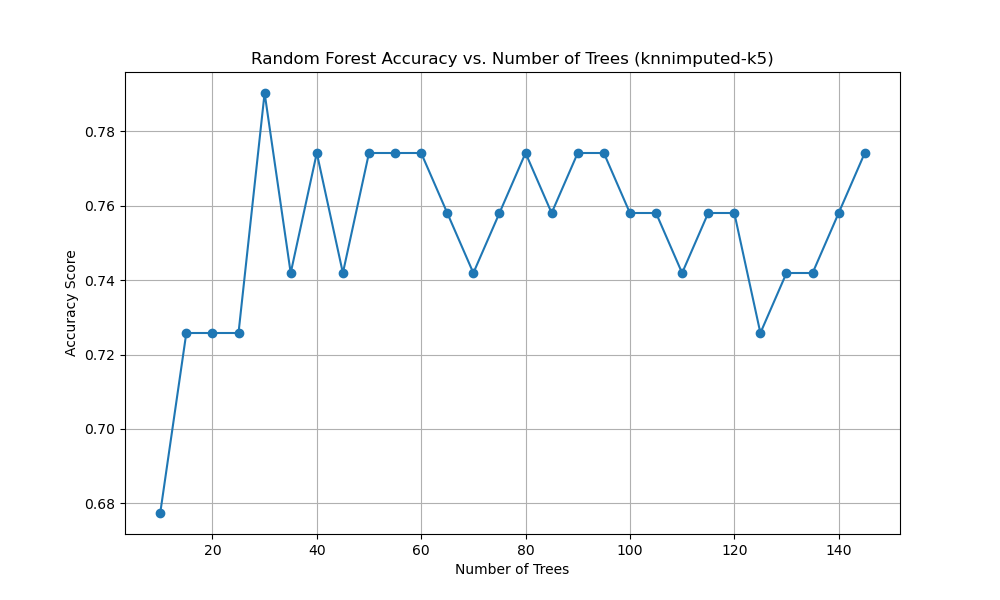 Random Forest Accuracy vs. Number of Trees (knnimputed-k5)
Accuracy Score
0.78
0.76
0.74
0.72
0.70
0.68
20 40 60 80 100 120 140
Number of Trees